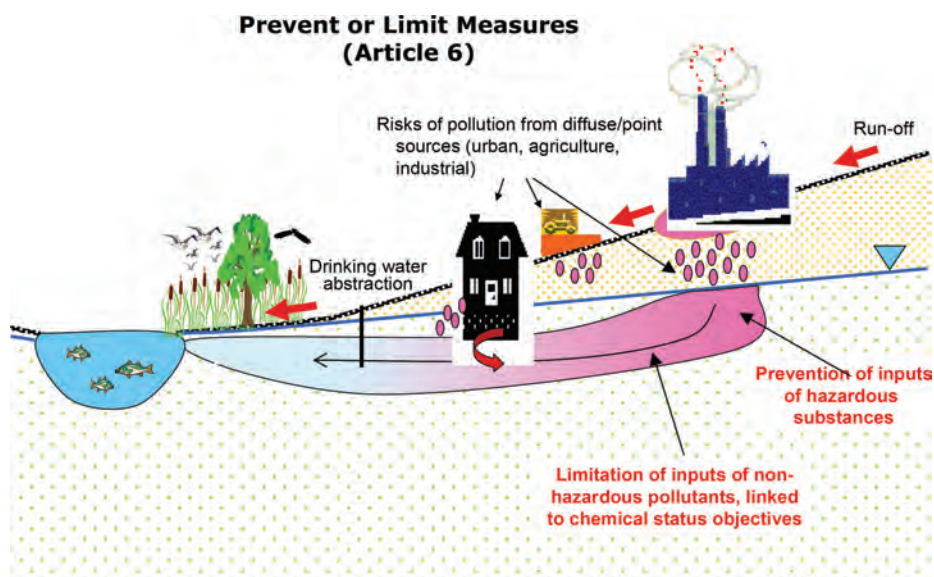 Prevent or Limit Measures
(Article 6)
Risks of pollution from diffuse/point
sources (urban, agriculture,
industrial)
Run-off
Drinking water
abstraction
Prevention of inputs
of hazardous
substances
Limitation of inputs of non-
hazardous pollutants, linked
to chemical status objectives